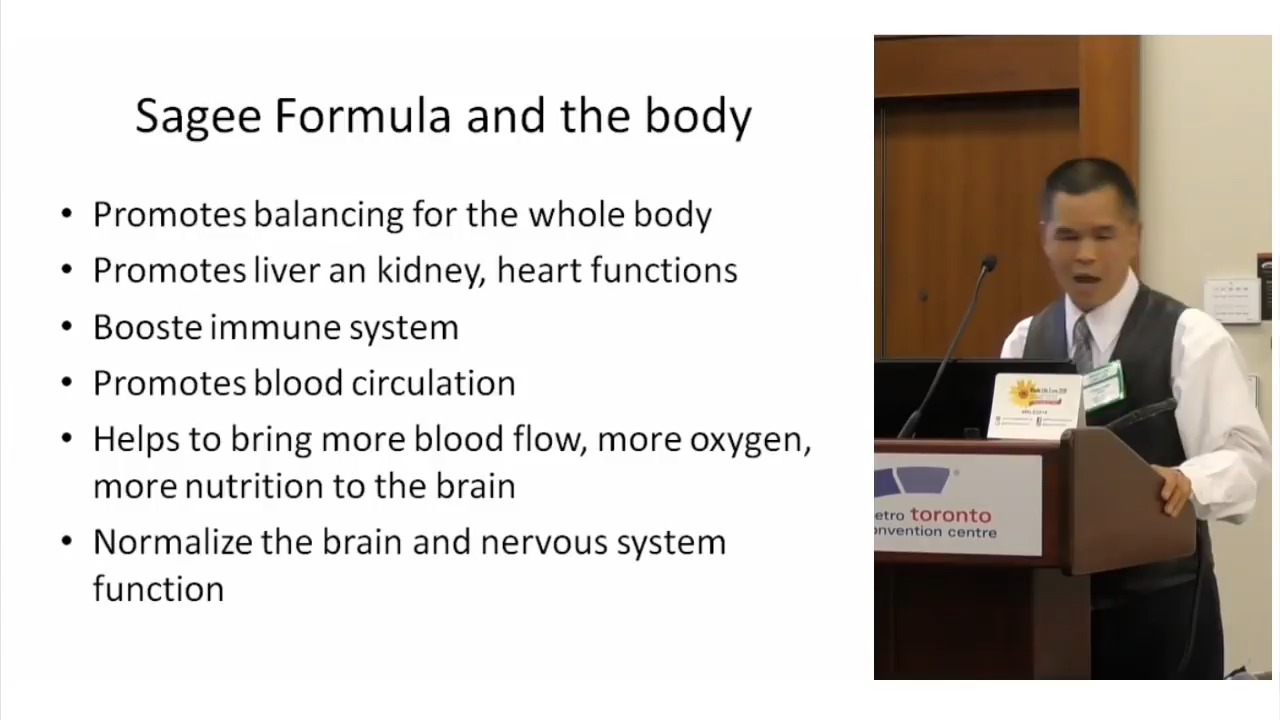 Sagee Formula and the body
• Promotes balancing for the whole body
• Promotes liver an kidney, heart functions
• Booste immune system
• Promotes blood circulation
• Helps to bring more blood flow, more oxygen,
more nutrition to the brain
• Normalize the brain and nervous system
function
etro toronto
onvention centre